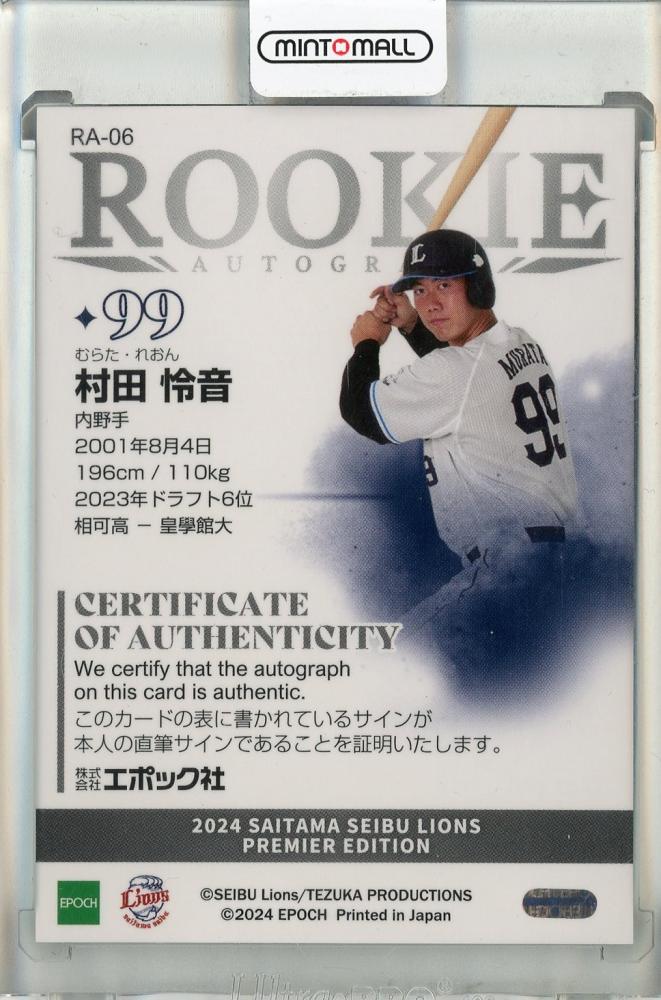 MINTMALL
RA-06
ROOKIE
AUTOGRA
L
99
むらた・れおん
村田 怜音
内野手
2001年8月4日
196cm / 110kg
2023年ドラフト6位
相可高 − 皇學館大
MURATA
99
9
CERTIFICATE
OF AUTHENTICITY
We certify that the autograph
on this card is authentic.
このカードの表に書かれているサインが
本人の直筆サインであることを証明いたします。
株式会社エポック社
2024 SAITAMA SEIBU LIONS
PREMIER EDITION
EPOCH
Lions
saitama seibu
©SEIBU Lions/TEZUKA PRODUCTIONS
©2024 EPOCH Printed in Japan
Ultra PRO®